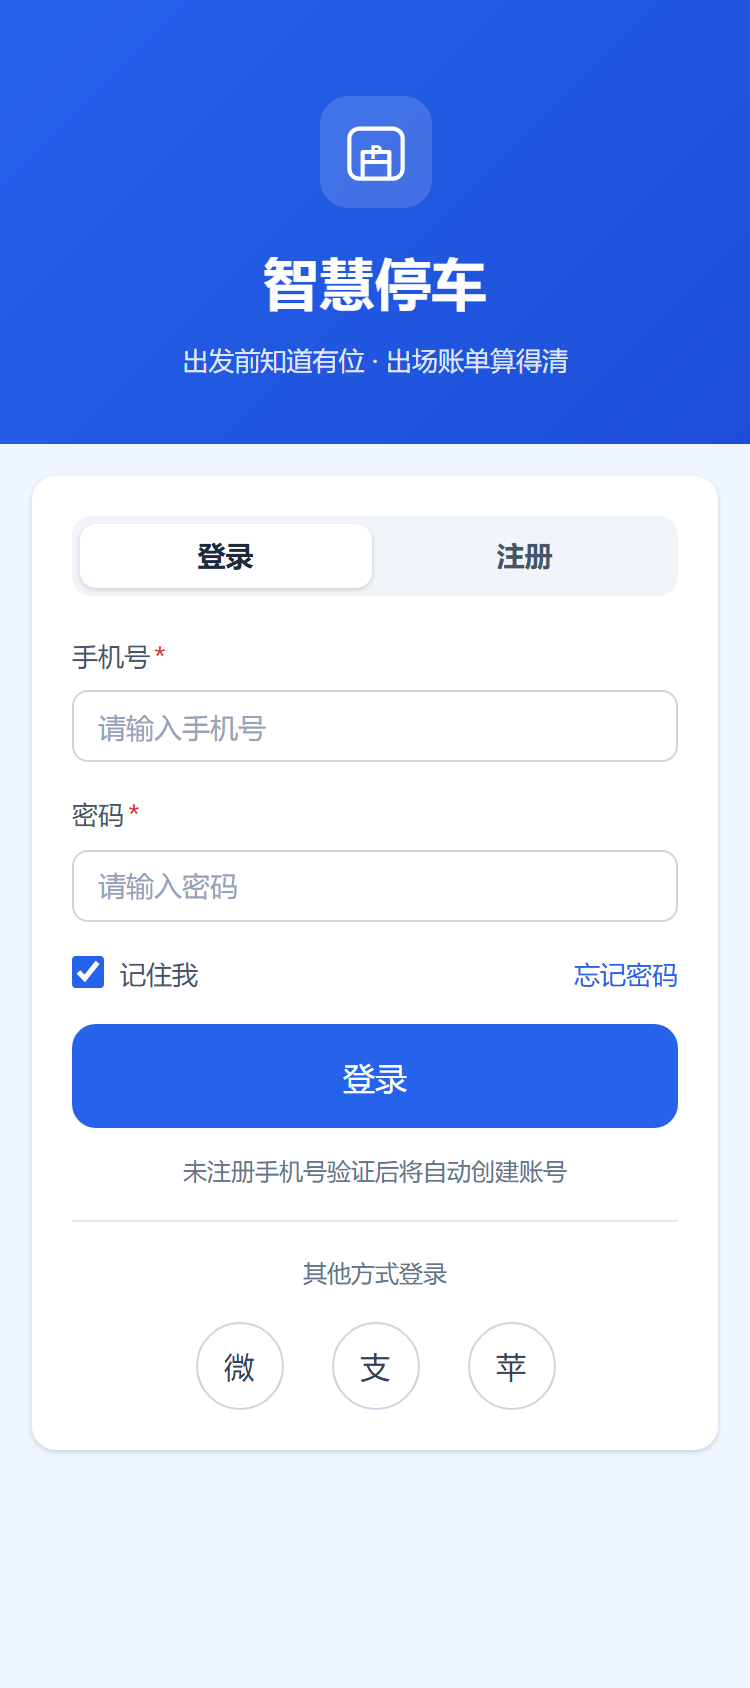 P
智慧停车
出发前知道有位 · 出场账单算得清
登录 注册
手机号 *
请输入手机号
密码 *
请输入密码
记住我 忘记密码
登录
未注册手机号验证后将自动创建账号
其他方式登录
微 支 苹